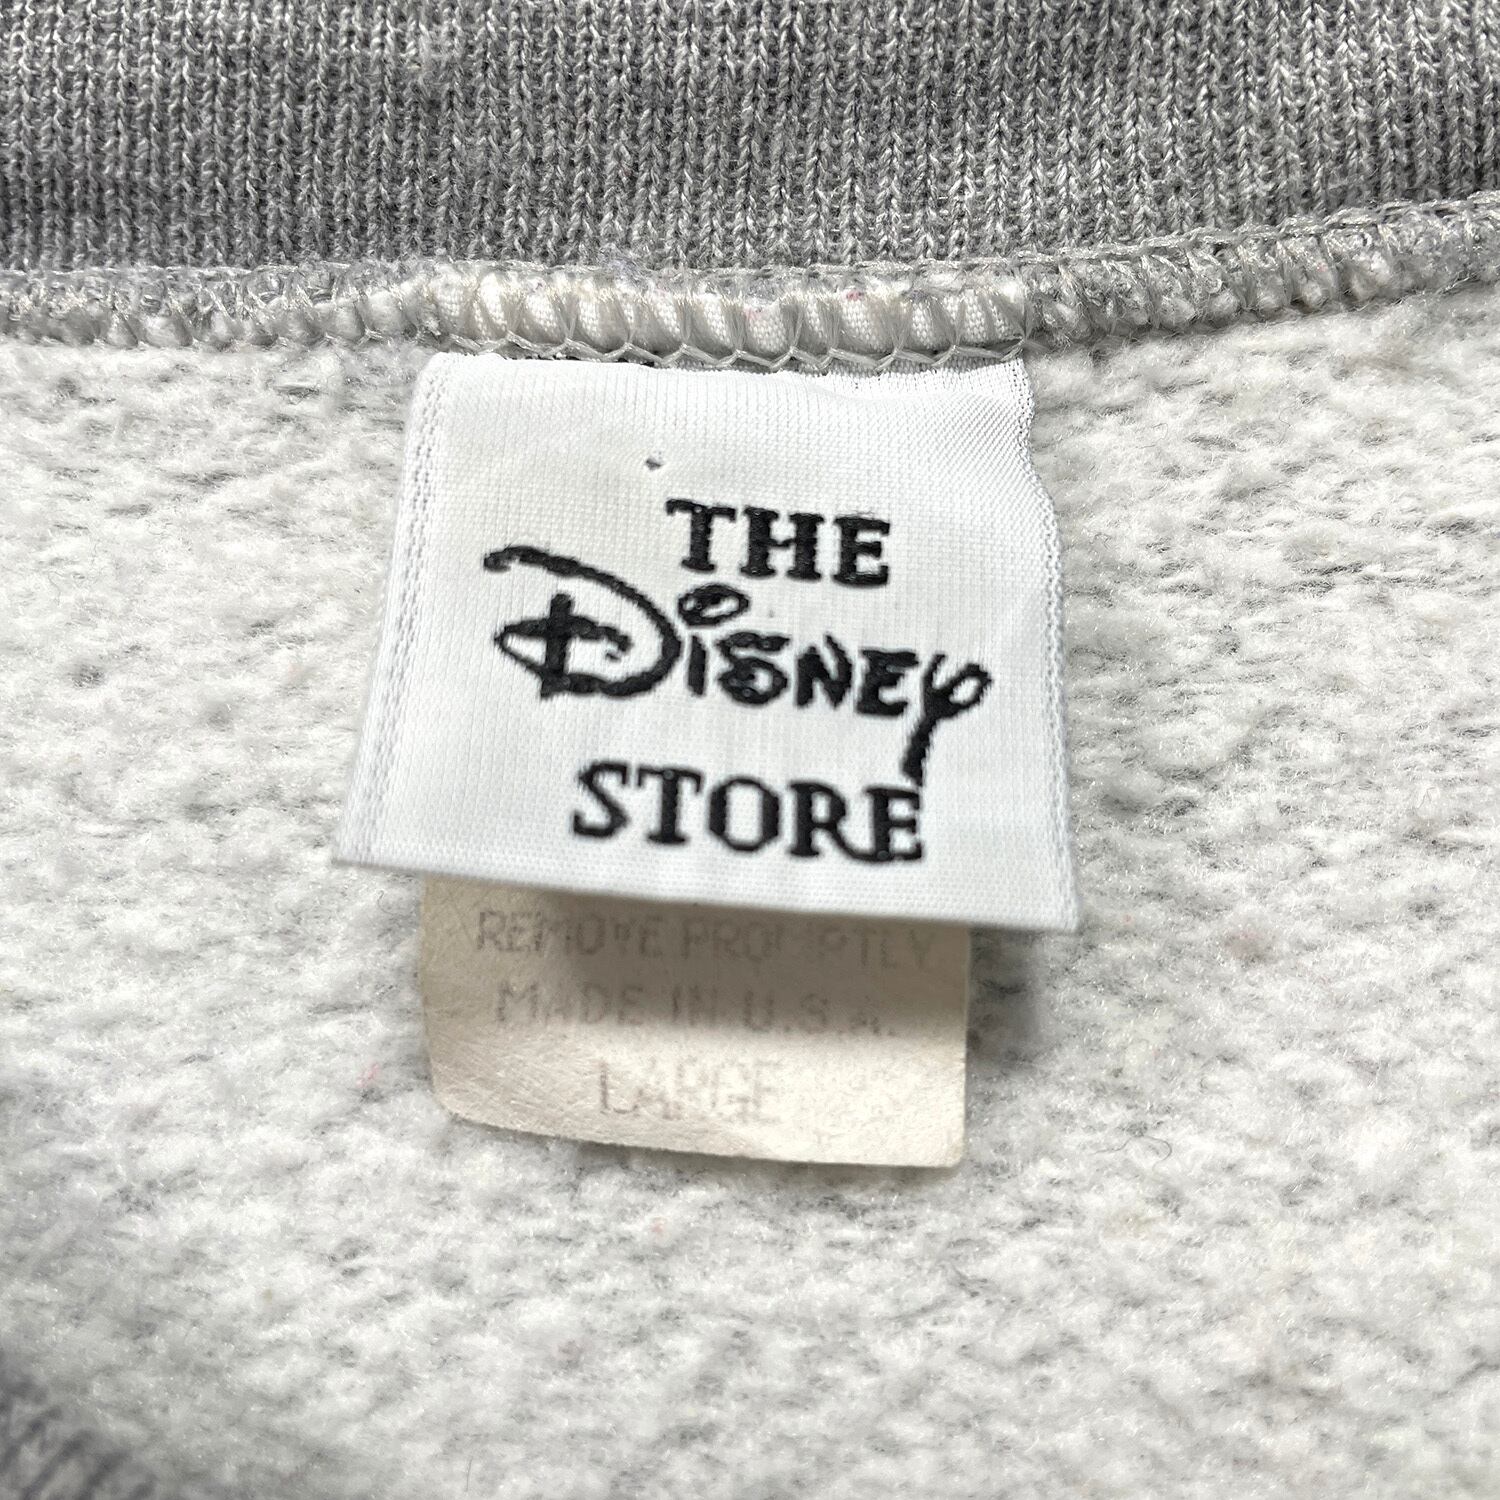 THE
Disney
STORE
REMOVE PROMPTLY
MADE IN U.S.A.
LARGE